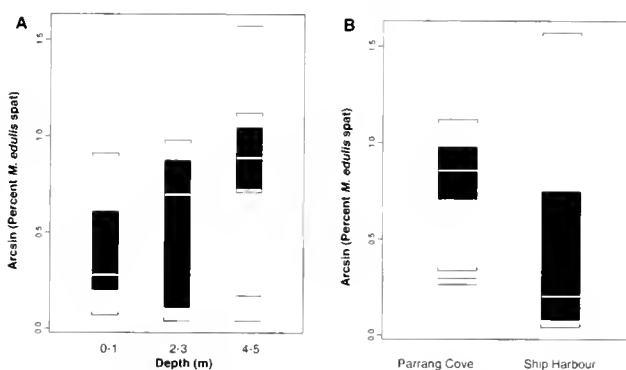 A
Arcsin (Percent M. edulis spat)
1.5
1.0
0.5
0.0
0-1 2-3 4-5
Depth (m)
B
Arcsin (Percent M. edulis spat)
1.5
1.0
0.5
0.0
Parrang Cove Ship Harbour